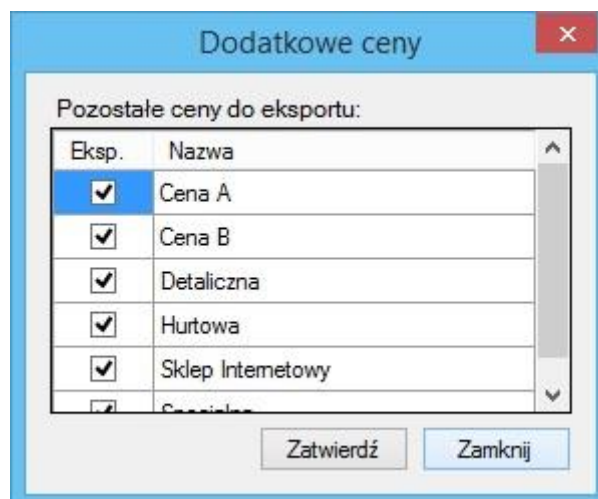 Dodatkowe ceny
Pozostałe ceny do eksportu:
Eksp. Nazwa
Cena A
Cena B
Detaliczna
Hurtowa
Sklep Internetowy
Zatwierdź Zamknij